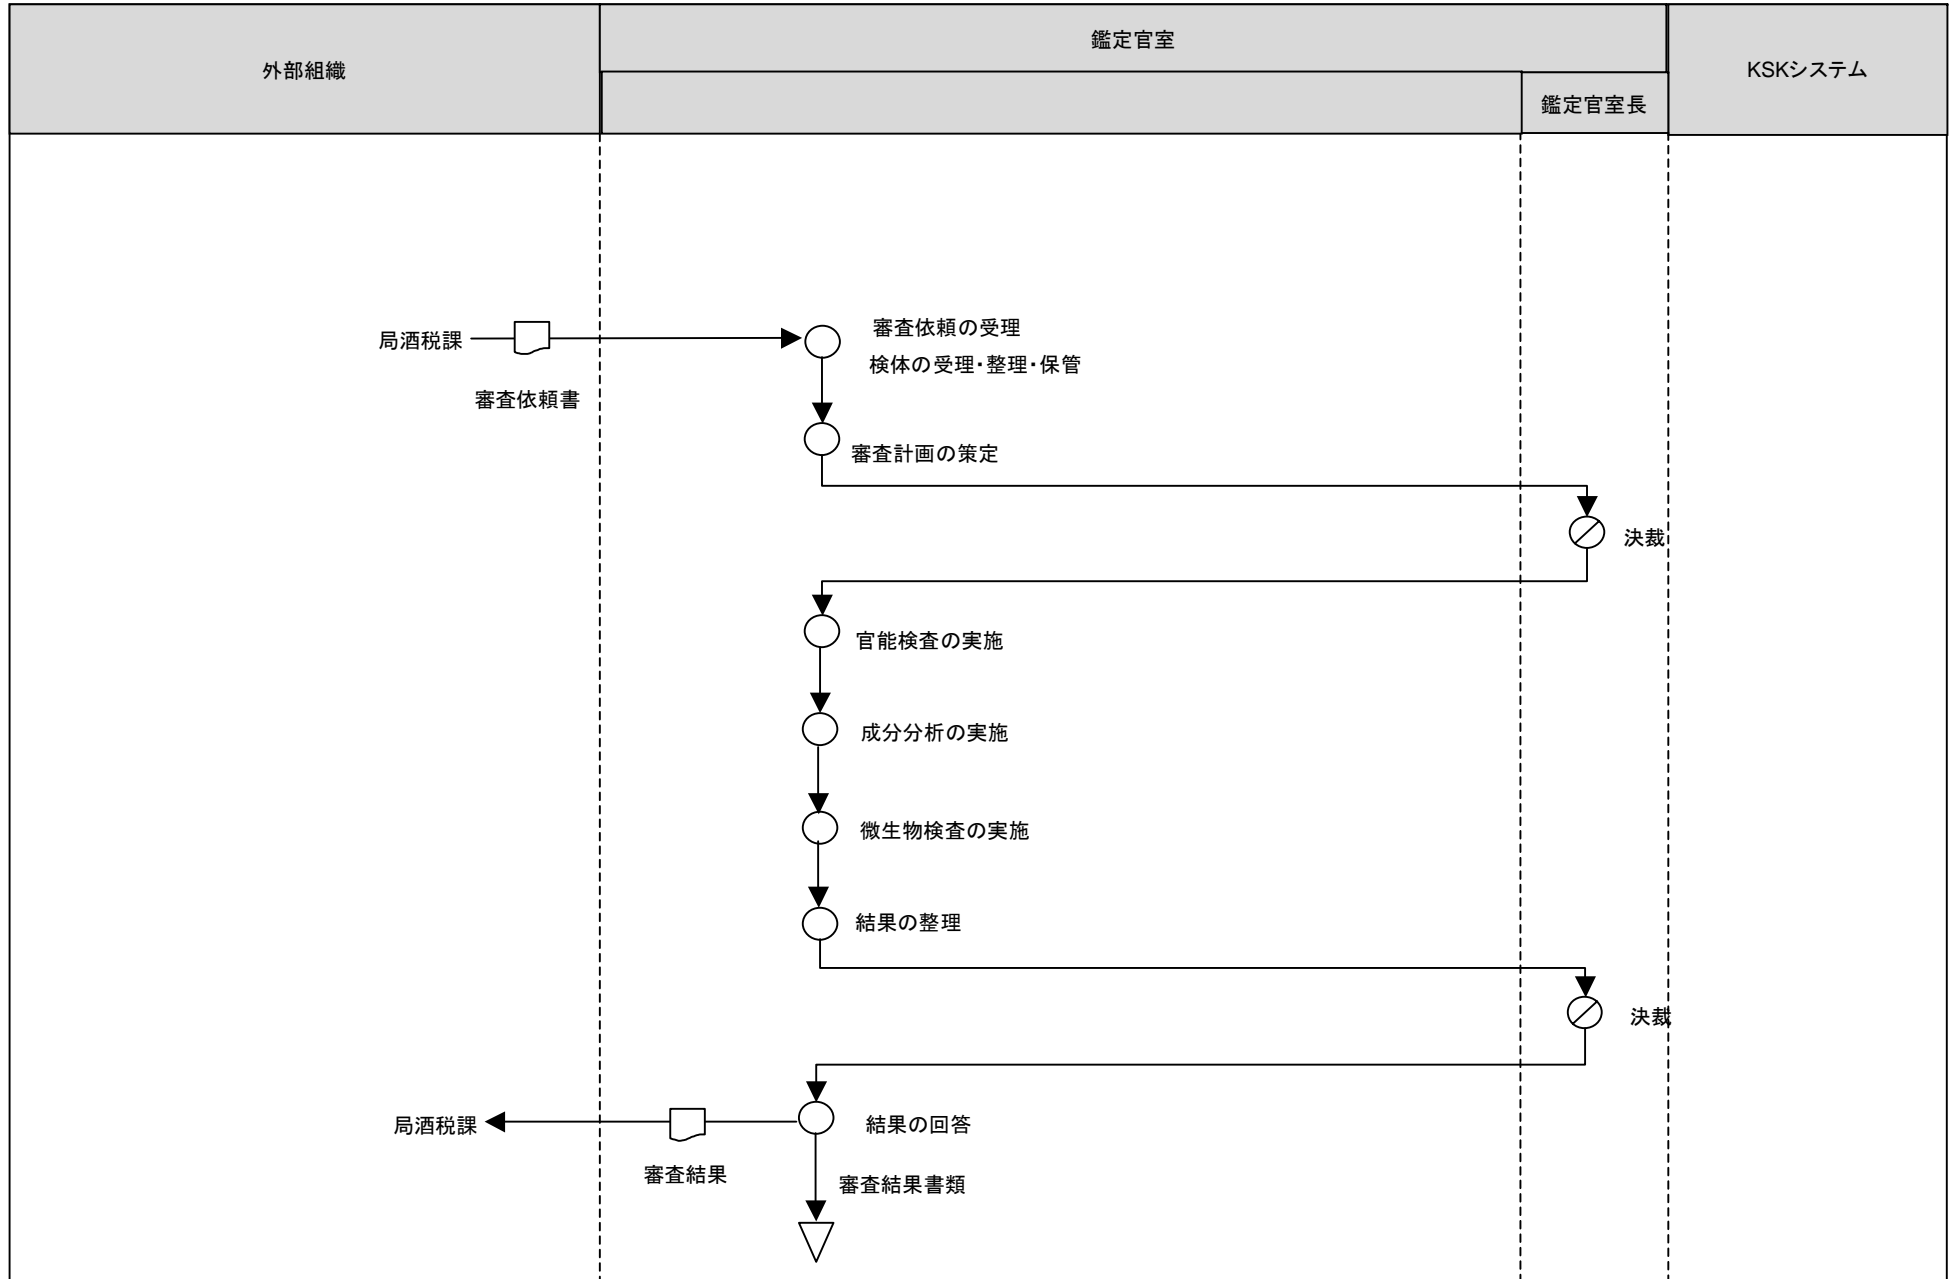 外部組織
鑑定官室
鑑定官室長
KSKシステム
局酒税課
審査依頼書
審査依頼の受理
検体の受理・整理・保管
審査計画の策定
決裁
官能検査の実施
成分分析の実施
微生物検査の実施
結果の整理
決裁
局酒税課
審査結果
結果の回答
審査結果書類